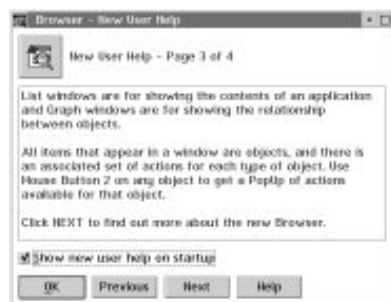 Browser - New User Help
New User Help - Page 3 of 4
List windows are for showing the contents of an application
and Graph windows are for showing the relationship
between objects.
All items that appear in a window are objects, and there is
an associated set of actions for each type of object. Use
Mouse Button 2 on any object to get a PopUp of actions
available for that object.
Click NEXT to find out more about the new Browser.
Show new user help on startup
OK
Previous
Next
Help